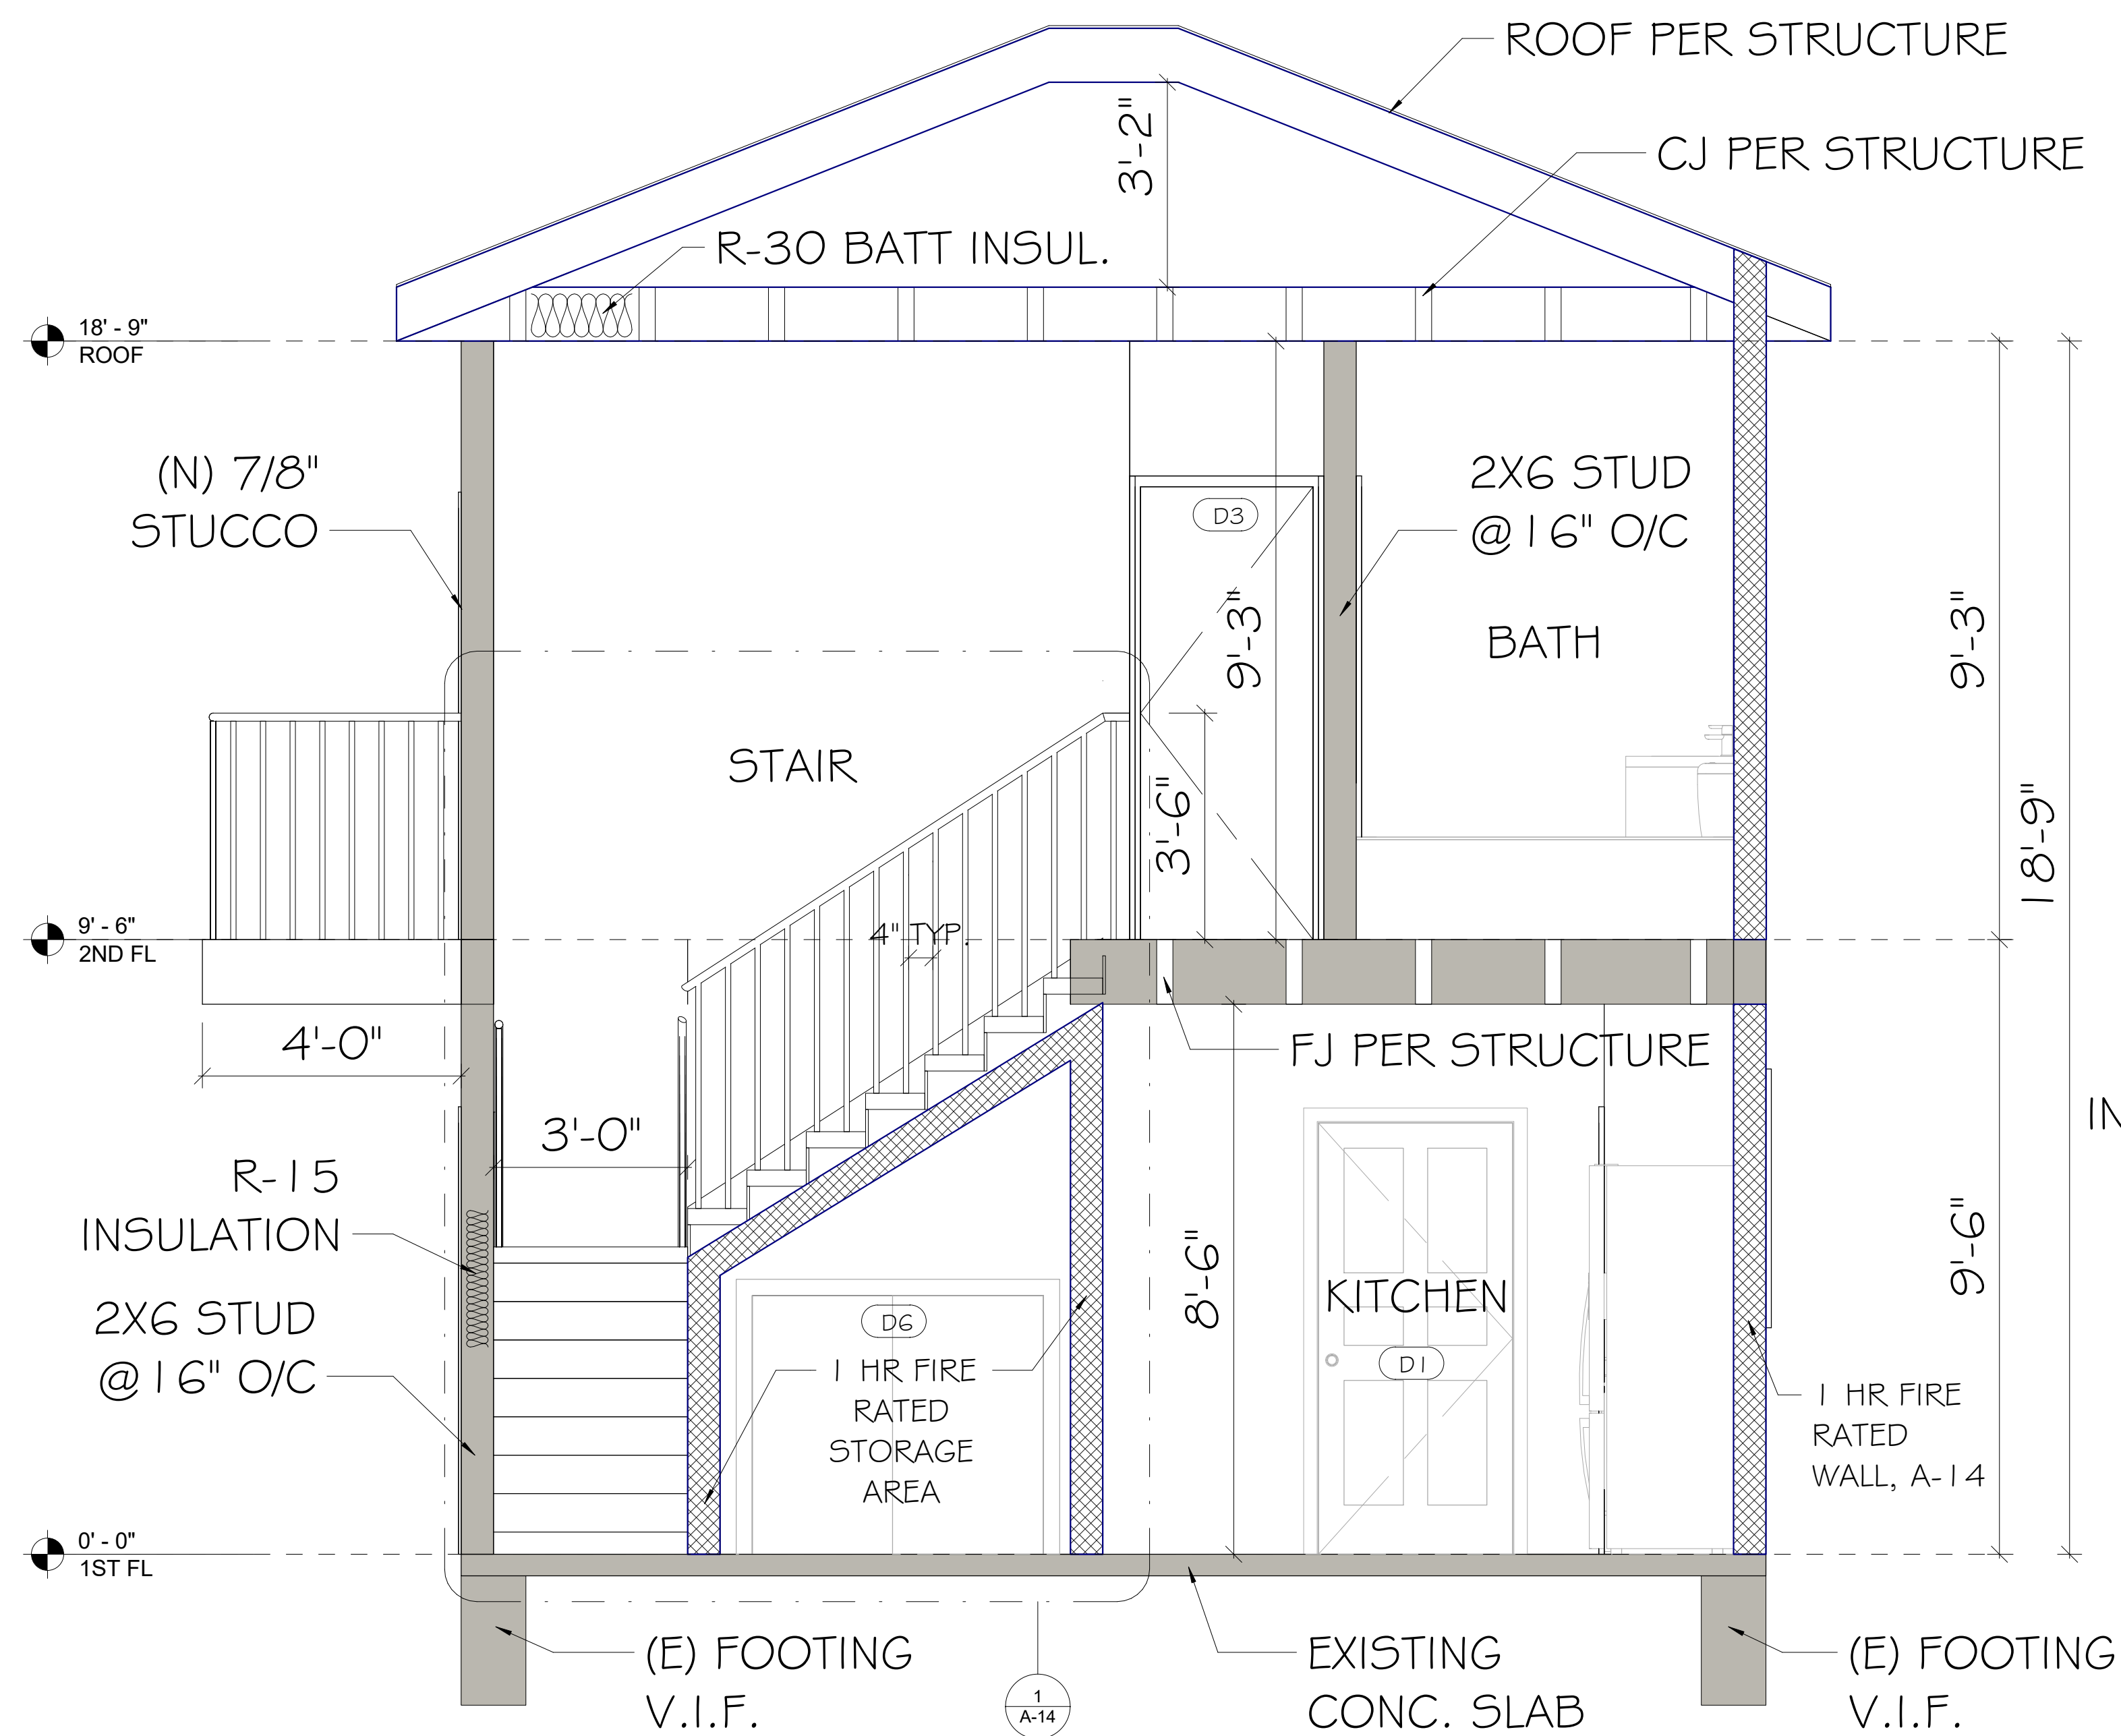 ROOF PER STRUCTURE
3'-2"
CJ PER STRUCTURE
R-30 BATT INSUL.
18' - 9"
ROOF
(N) 7/8"
STUCCO
D3
2X6 STUD
@16" O/C
9'-3"
BATH
9'-3"
STAIR
3'-6"
18'-9"
9' - 6"
2ND FL
4" TYP.
4'-0"
FJ PER STRUCTURE
3'-0"
IN
R-15
INSULATION
8'-6"
9'-6"
KITCHEN
2X6 STUD
@16" O/C
D6
D1
1 HR FIRE
RATED
STORAGE
AREA
1 HR FIRE
RATED
WALL, A-14
0' - 0"
1ST FL
(E) FOOTING
V.I.F.
1
A-14
EXISTING
CONC. SLAB
(E) FOOTING
V.I.F.